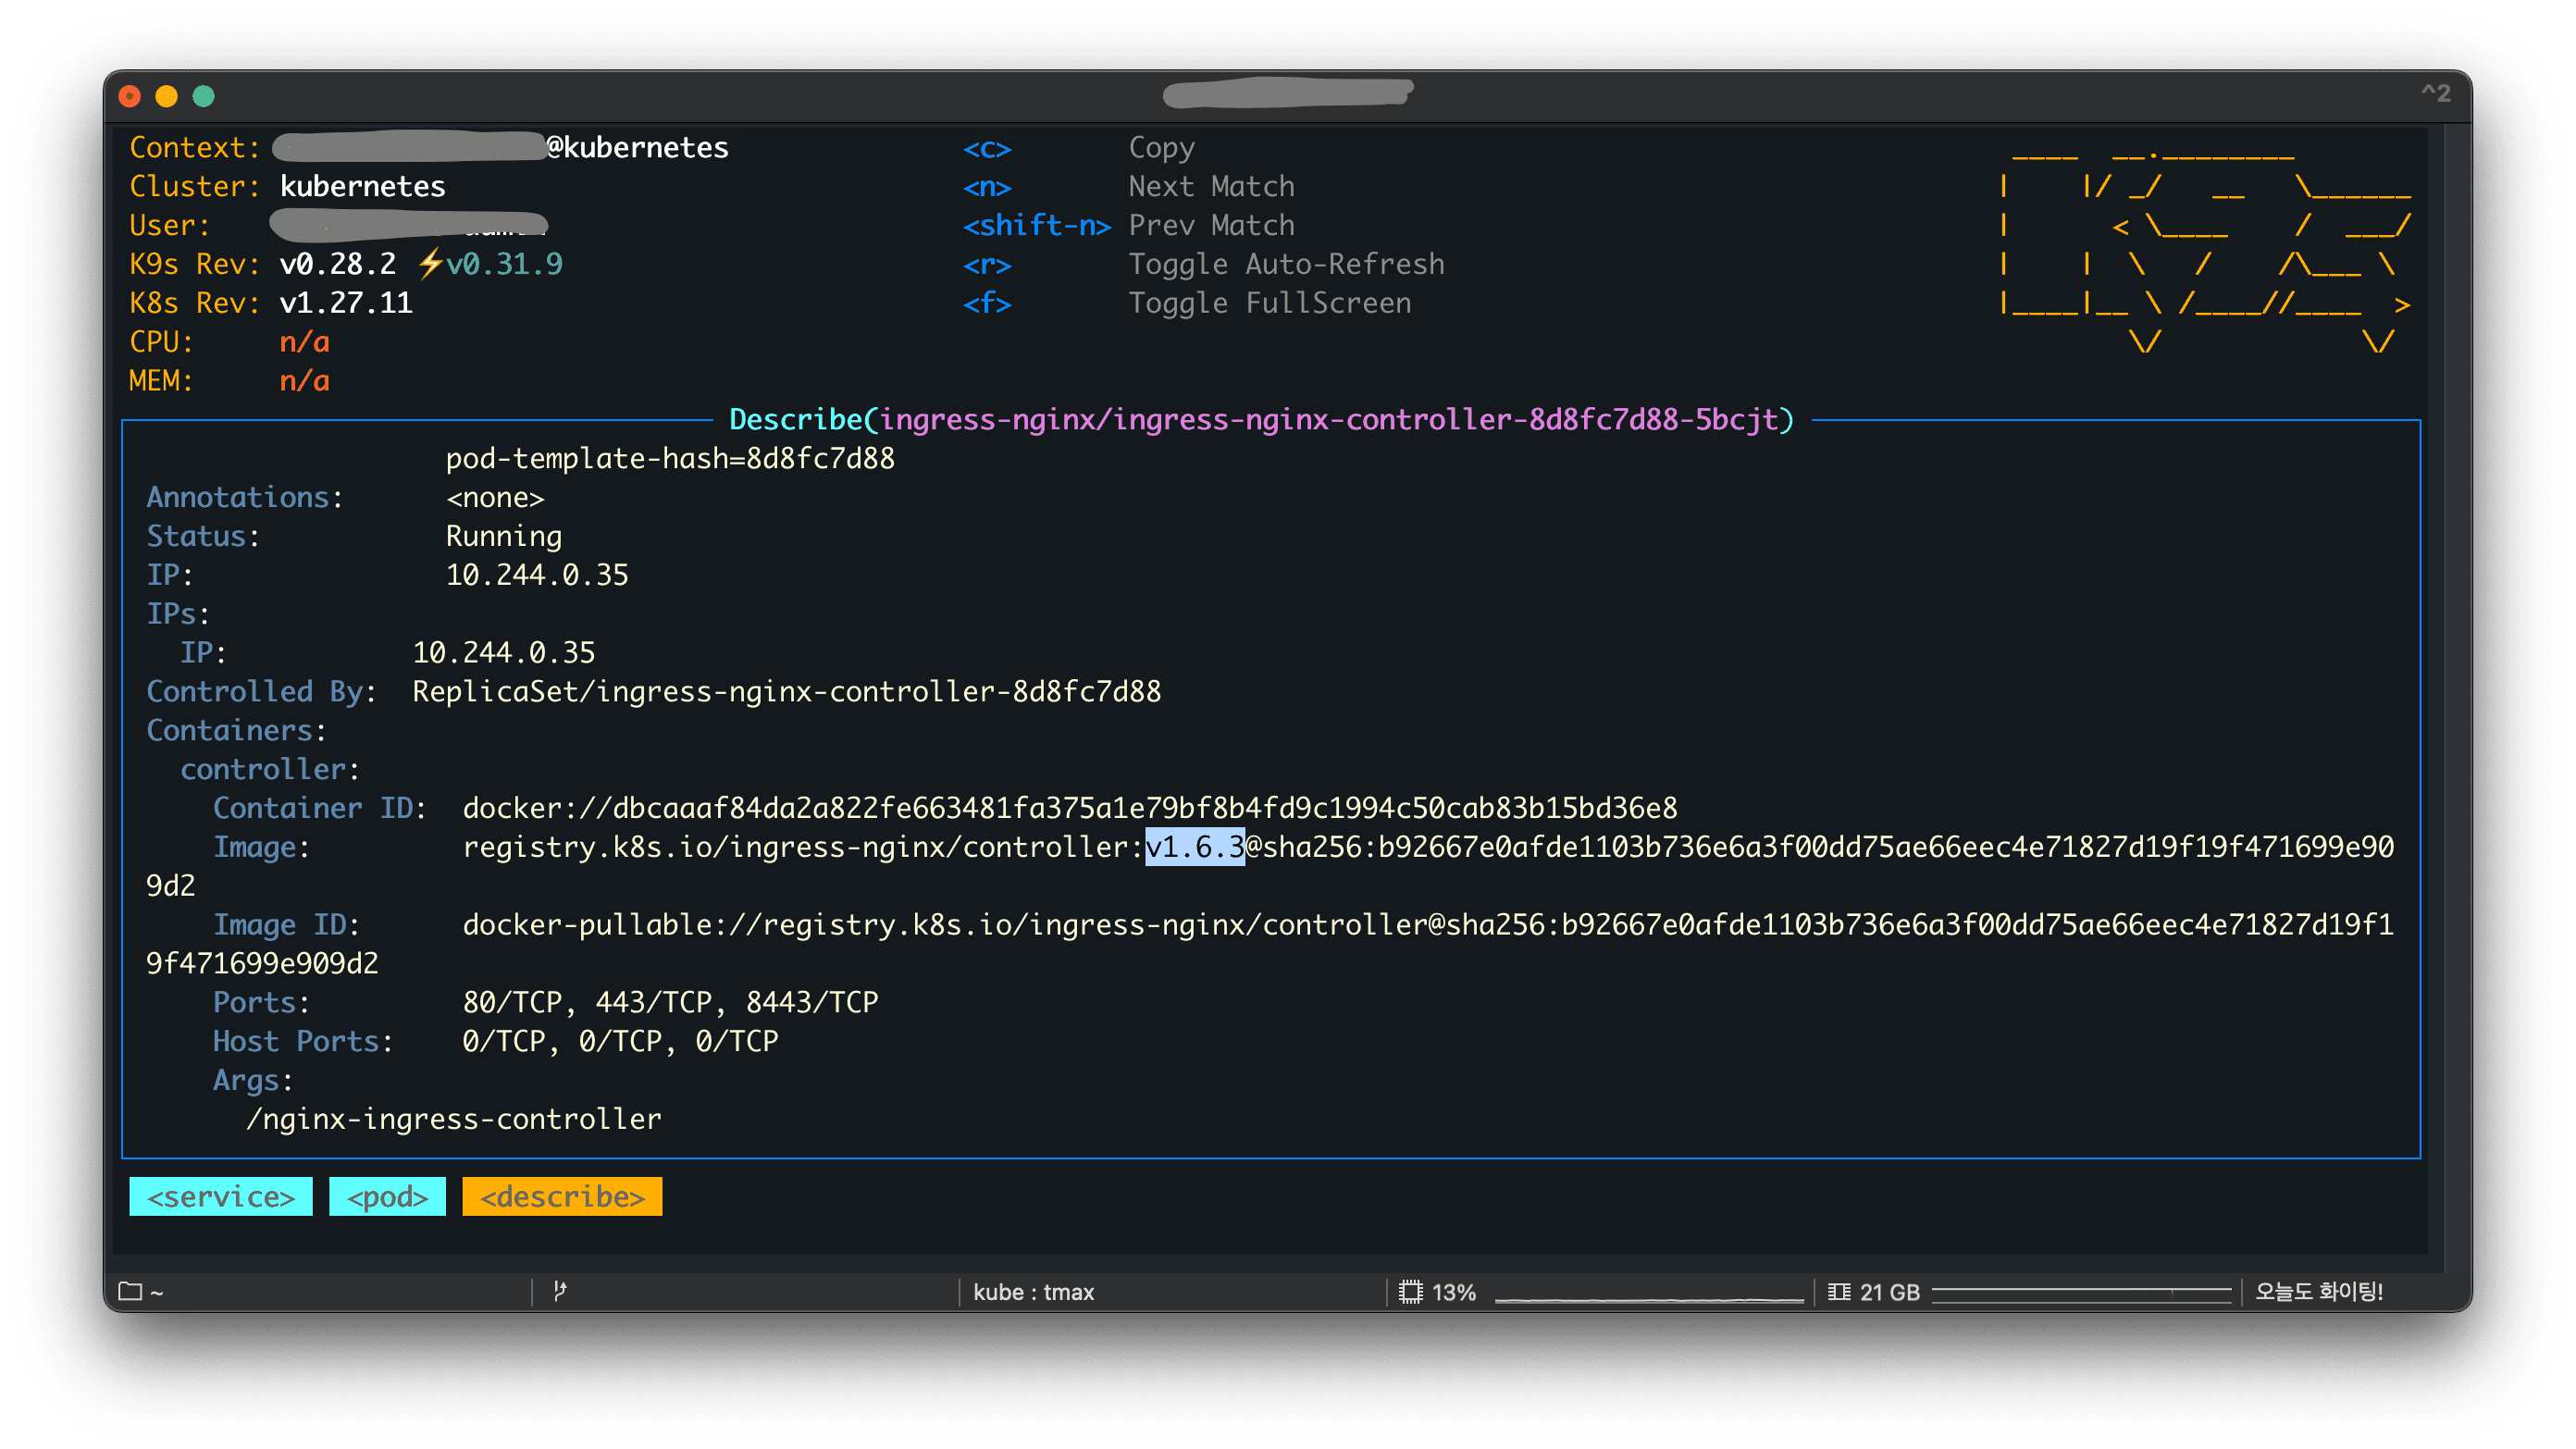 ^2
Context: @kubernetes <c> Copy
Cluster: kubernetes <n> Next Match
User: <shift-n> Prev Match
K9s Rev: v0.28.2 ⚡v0.31.9 <r> Toggle Auto-Refresh
K8s Rev: v1.27.11 <f> Toggle FullScreen
CPU: n/a
MEM: n/a
Describe(ingress-nginx/ingress-nginx-controller-8d8fc7d88-5bcjt)
pod-template-hash=8d8fc7d88
Annotations: <none>
Status: Running
IP: 10.244.0.35
IPs:
IP: 10.244.0.35
Controlled By: ReplicaSet/ingress-nginx-controller-8d8fc7d88
Containers:
controller:
Container ID: docker://dbcaaaf84da2a822fe663481fa375a1e79bf8b4fd9c1994c50cab83b15bd36e8
Image: registry.k8s.io/ingress-nginx/controller:v1.6.3@sha256:b92667e0afde1103b736e6a3f00dd75ae66eec4e71827d19f19f471699e90
9d2
Image ID: docker-pullable://registry.k8s.io/ingress-nginx/controller@sha256:b92667e0afde1103b736e6a3f00dd75ae66eec4e71827d19f1
9f471699e909d2
Ports: 80/TCP, 443/TCP, 8443/TCP
Host Ports: 0/TCP, 0/TCP, 0/TCP
Args:
/nginx-ingress-controller
<service> <pod> <describe>
~ kube : tmax 13% 21 GB 오늘도 화이팅!